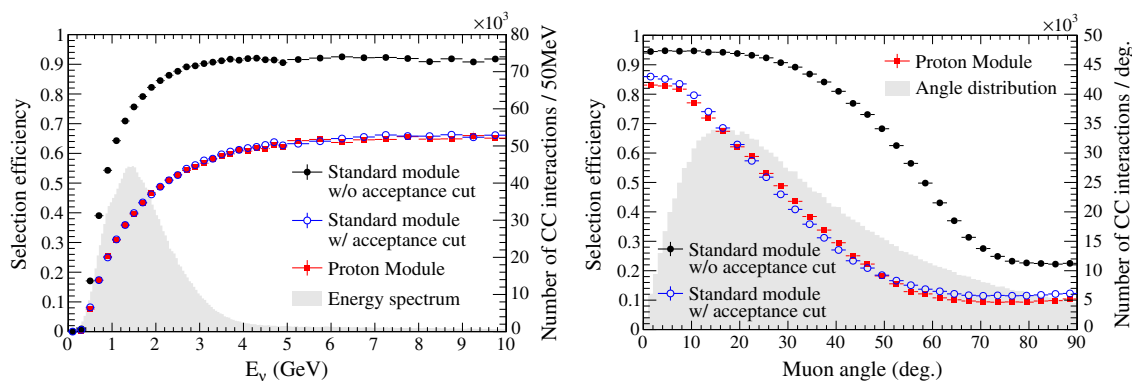 ×10³
Selection efficiency
1
0.9
0.8
0.7
0.6
0.5
0.4
0.3
0.2
0.1
0
80
70
60
50
40
30
20
10
0
Number of CC interactions / 50MeV
Standard module
w/o acceptance cut
Standard module
w/ acceptance cut
Proton Module
Energy spectrum
0 1 2 3 4 5 6 7 8 9 10
Eν (GeV)
×10³
Selection efficiency
1
0.9
0.8
0.7
0.6
0.5
0.4
0.3
0.2
0.1
0
50
45
40
35
30
25
20
15
10
5
0
Number of CC interactions / deg.
Proton Module
Angle distribution
Standard module
w/o acceptance cut
Standard module
w/ acceptance cut
0 10 20 30 40 50 60 70 80 90
Muon angle (deg.)